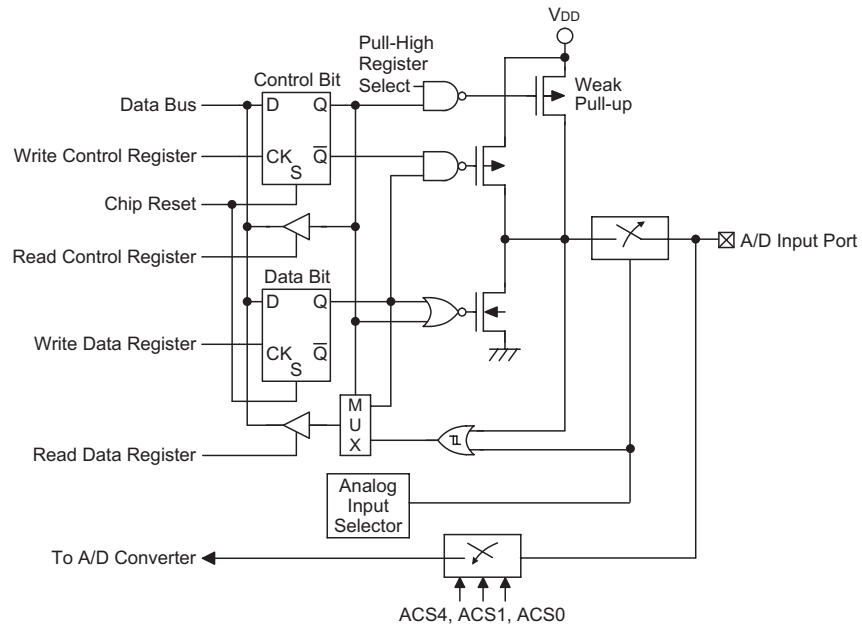 VDD
Pull-High
Register
Select
Weak
Pull-up
Control Bit
Data Bus
D
Q
Write Control Register
CK
Q
S
Chip Reset
Read Control Register
A/D Input Port
Data Bit
D
Q
Write Data Register
CK
Q
S
M
U
X
Read Data Register
Analog
Input
Selector
To A/D Converter
ACS4, ACS1, ACS0